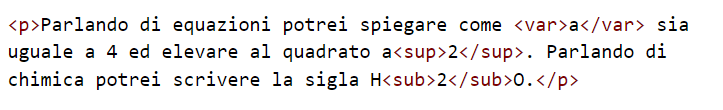 <p>Parlando di equazioni potrei spiegare come <var>a</var> sia
uguale a 4 ed elevare al quadrato a<sup>2</sup>. Parlando di
chimica potrei scrivere la sigla H<sub>2</sub>O.</p>